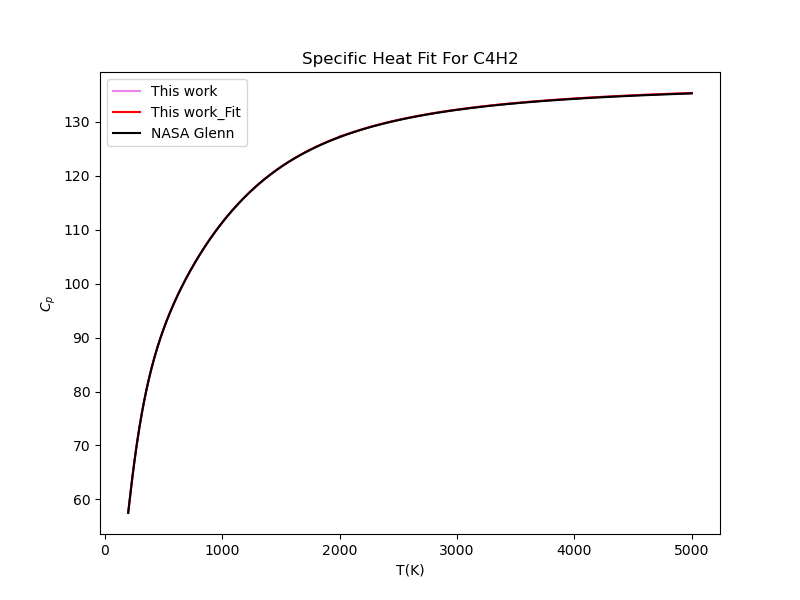 Specific Heat Fit For C4H2
This work
This work_Fit
NASA Glenn
130
120
110
100
90
80
70
60
Cp
0 1000 2000 3000 4000 5000
T(K)